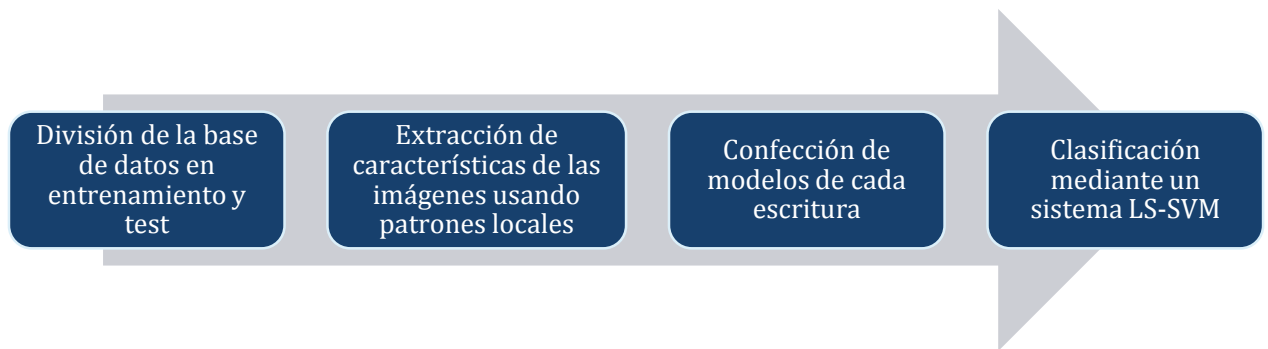 División de la base
de datos en
entrenamiento y
test
Extracción de
características de las
imágenes usando
patrones locales
Confección de
modelos de cada
escritura
Clasificación
mediante un
sistema LS-SVM